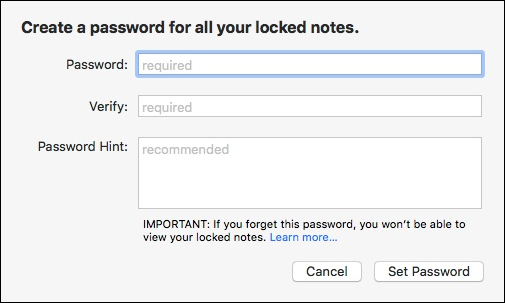 Create a password for all your locked notes.
Password: required
Verify: required
Password Hint: recommended
IMPORTANT: If you forget this password, you won't be able to
view your locked notes. Learn more...
Cancel Set Password